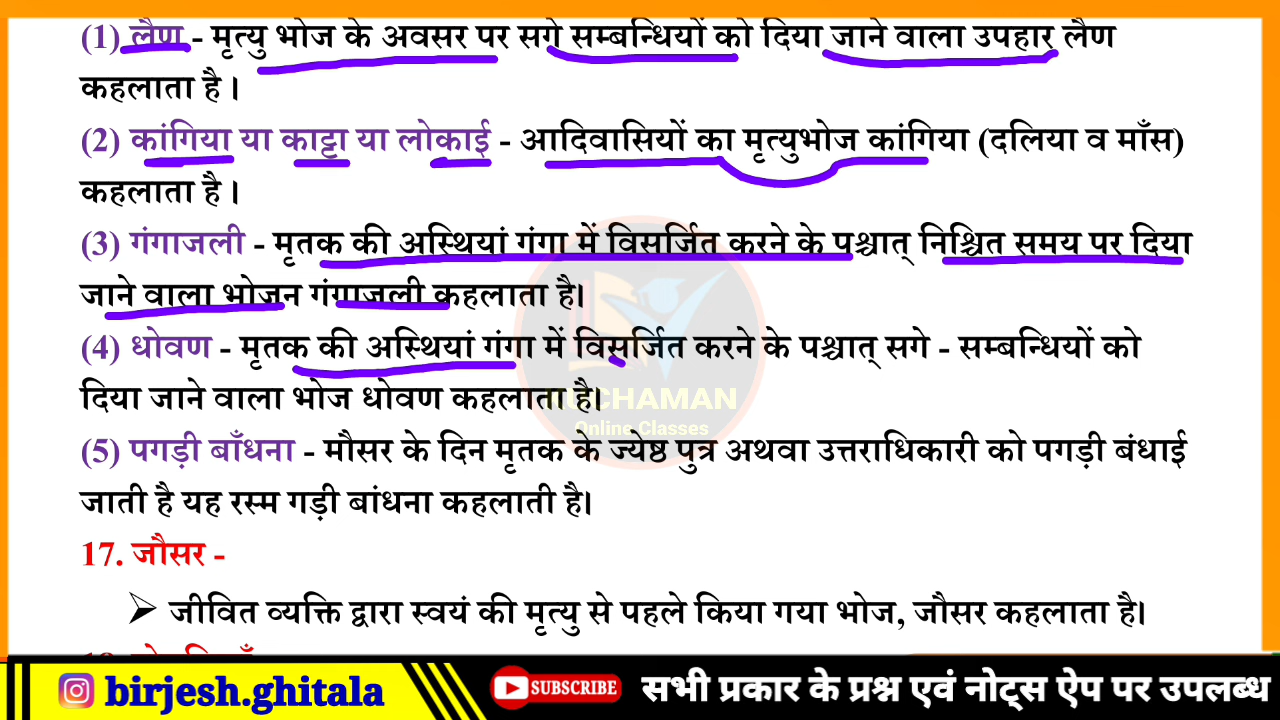 (1) लैण - मृत्यु भोज के अवसर पर सगे सम्बन्धियों को दिया जाने वाला उपहार लैण
कहलाता है ।
(2) कांगिया या काट्टा या लोकाई - आदिवासियों का मृत्युभोज कांगिया (दलिया व माँस)
कहलाता है ।
(3) गंगाजली - मृतक की अस्थियां गंगा में विसर्जित करने के पश्चात् निश्चित समय पर दिया
जाने वाला भोजन गंगाजली कहलाता है।
(4) धोवण - मृतक की अस्थियां गंगा में विसर्जित करने के पश्चात् सगे - सम्बन्धियों को
दिया जाने वाला भोज धोवण कहलाता है।
(5) पगड़ी बाँधना - मौसर के दिन मृतक के ज्येष्ठ पुत्र अथवा उत्तराधिकारी को पगड़ी बंधाई
जाती है यह रस्म गड़ी बांधना कहलाती है।
17. जौसर -
➢ जीवित व्यक्ति द्वारा स्वयं की मृत्यु से पहले किया गया भोज, जौसर कहलाता है।
KUCHAMAN
Online Classes
birjesh.ghitala
SUBSCRIBE
सभी प्रकार के प्रश्न एवं नोट्स ऐप पर उपलब्ध